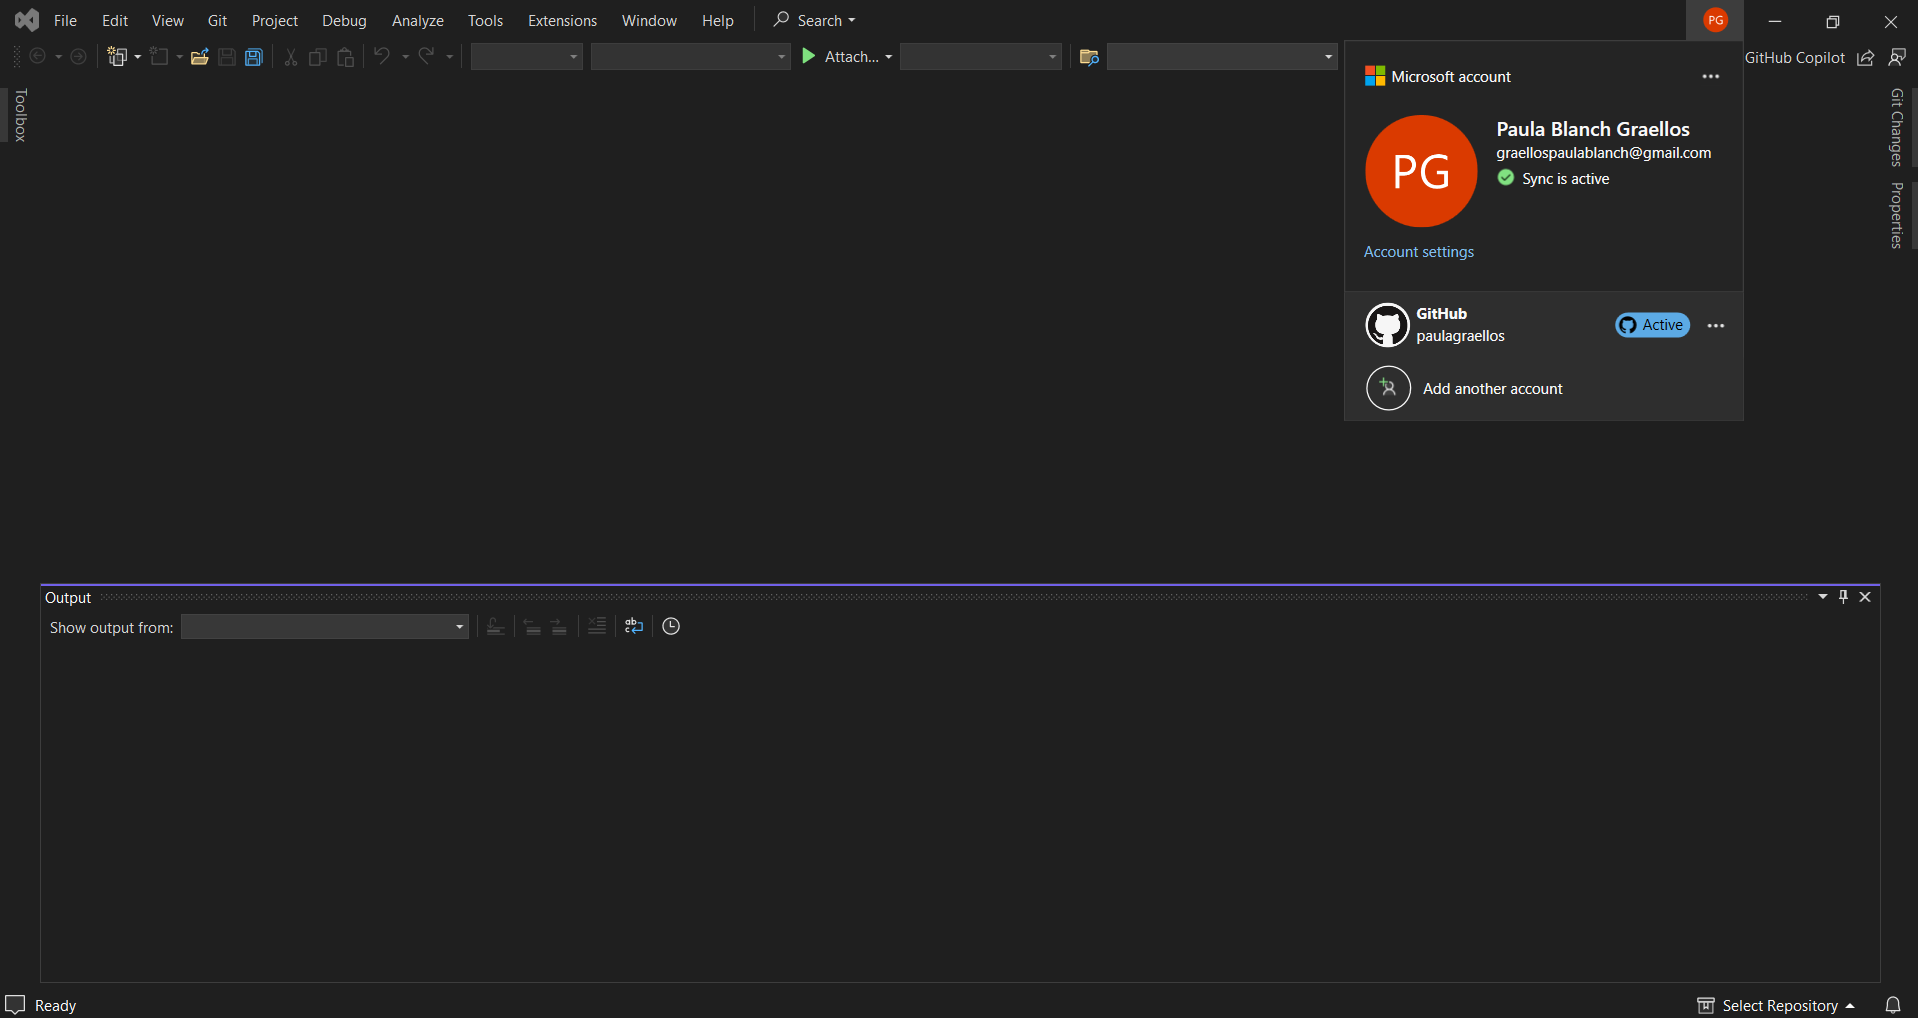 File Edit View Git Project Debug Analyze Tools Extensions Window Help Search PG
Attach... GitHub Copilot
Toolbox
Microsoft account
PG
Paula Blanch Graellos
graellospaulablanch@gmail.com
Sync is active
Account settings
GitHub
paulagraellos
Active
Add another account
Git Changes
Properties
Output
Show output from:
ab
c
Ready Select Repository